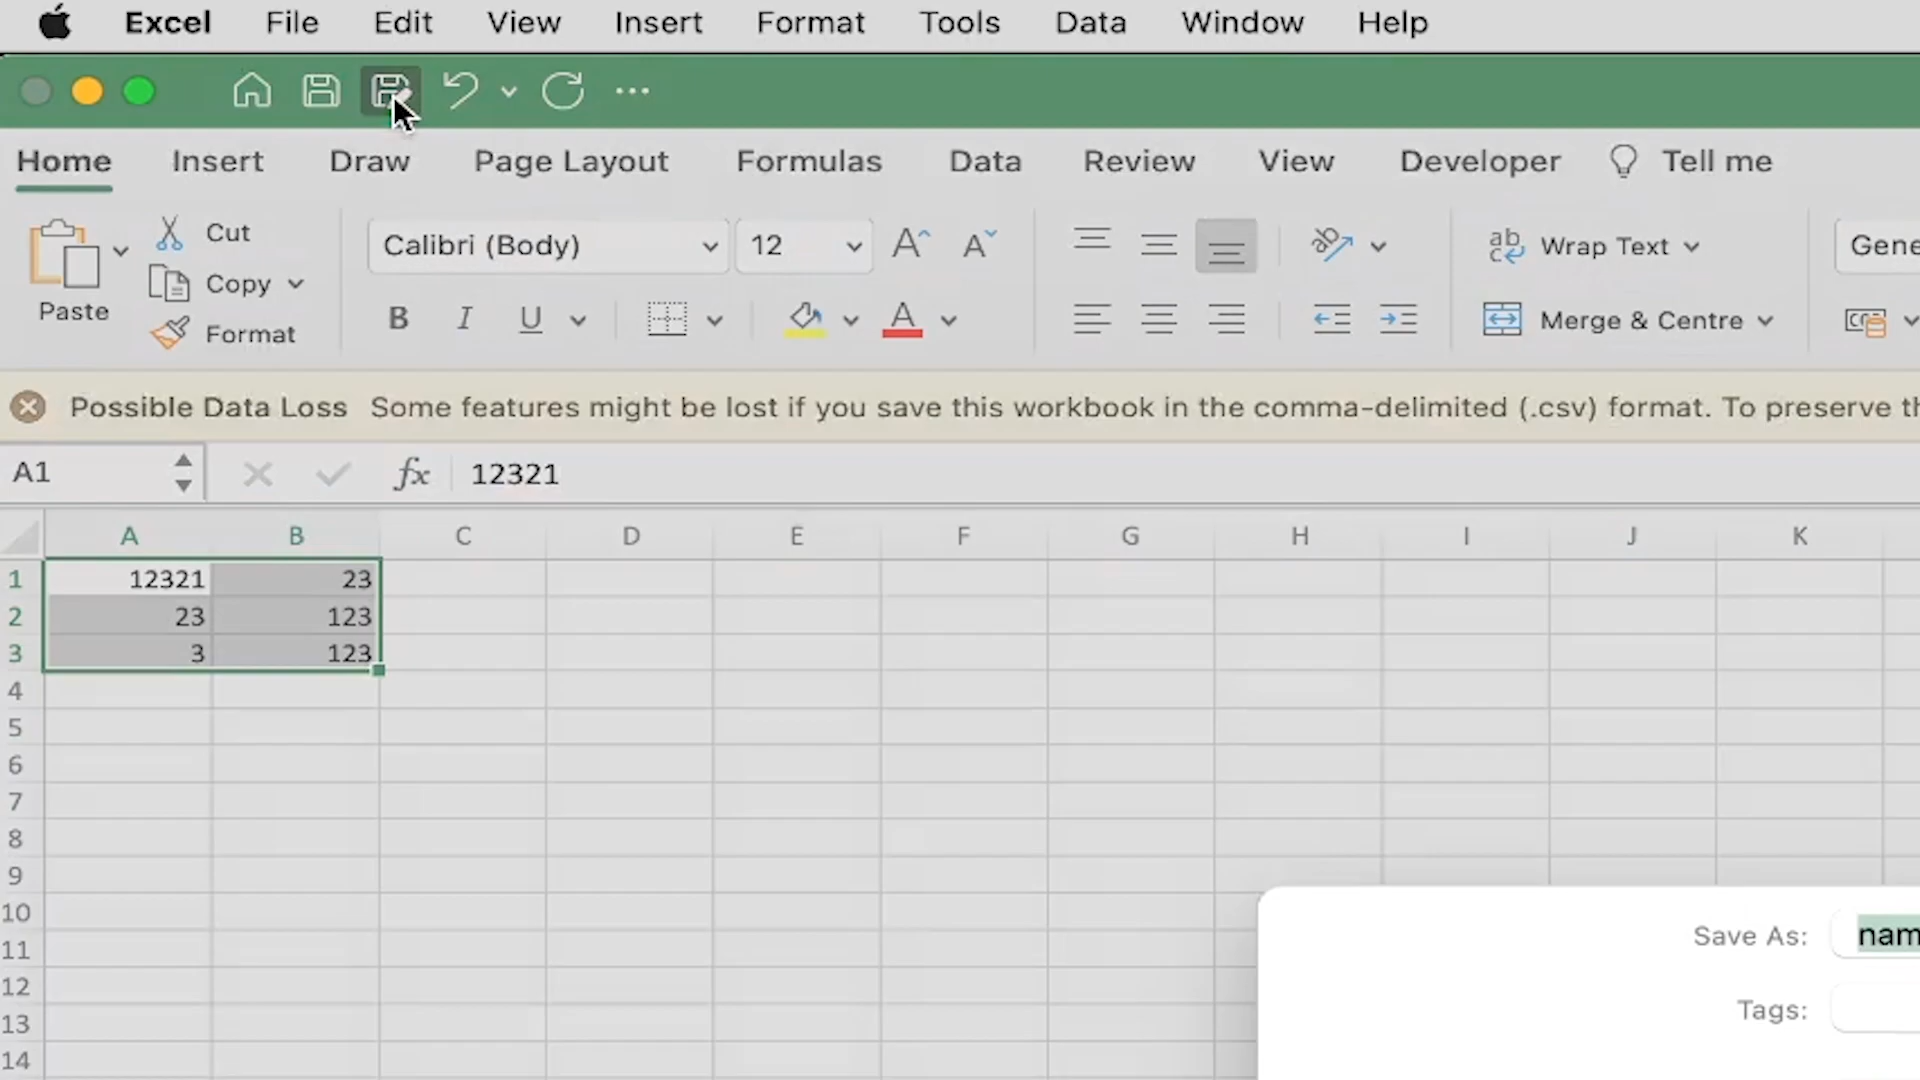 Excel File Edit View Insert Format Tools Data Window Help
Home Insert Draw Page Layout Formulas Data Review View Developer Tell me
Paste
Cut
Copy
Format
Calibri (Body) 12
B I U A
Wrap Text
Merge & Centre
Gene
Possible Data Loss Some features might be lost if you save this workbook in the comma-delimited (.csv) format. To preserve th
A1 fx 12321
A B C D E F G H I J K
1 12321 23
2 23 123
3 3 123
4
5
6
7
8
9
10
11
12
13
14
Save As: nam
Tags: